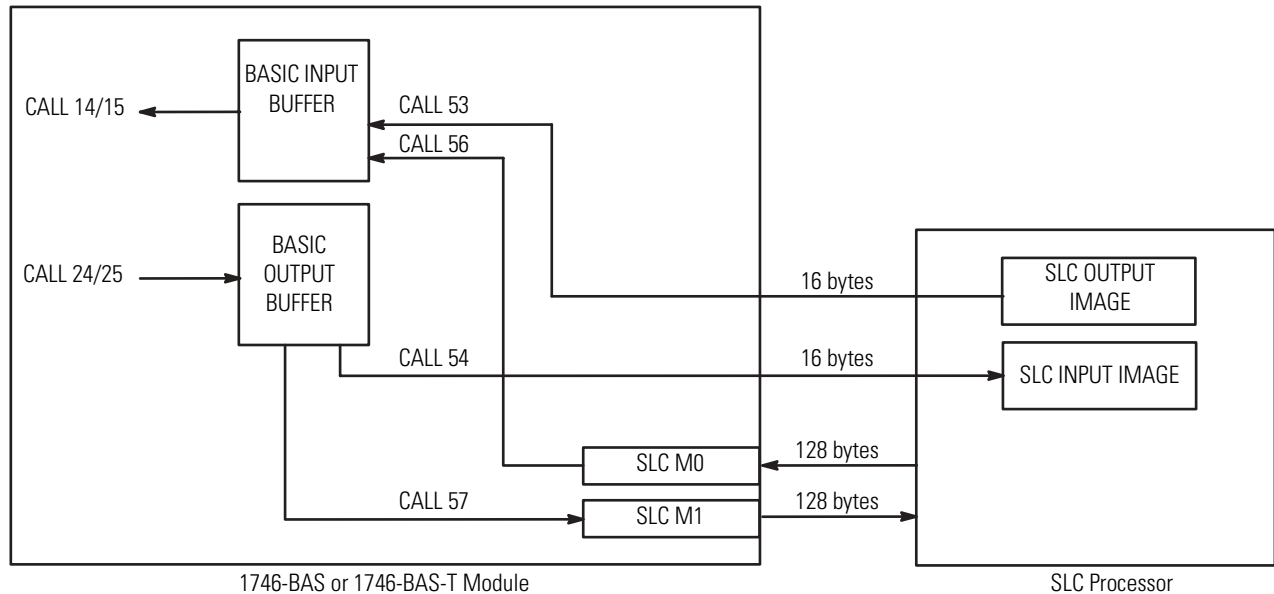 BASIC INPUT
BUFFER
CALL 14/15
CALL 53
CALL 56
BASIC
OUTPUT
BUFFER
CALL 24/25
16 bytes
SLC OUTPUT
IMAGE
CALL 54
16 bytes
SLC INPUT IMAGE
SLC M0
128 bytes
CALL 57
SLC M1
128 bytes
1746-BAS or 1746-BAS-T Module
SLC Processor